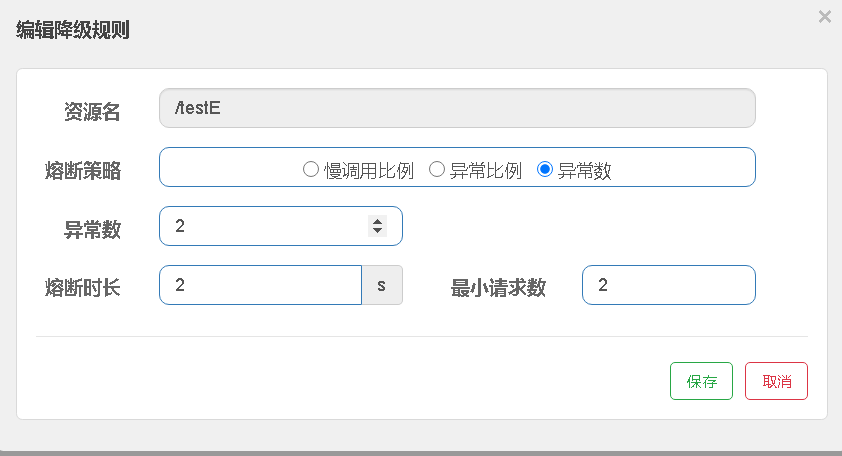 编辑降级规则 ×
资源名 /testE
熔断策略 慢调用比例 异常比例 异常数
异常数 2
熔断时长 2 s 最小请求数 2
保存 取消